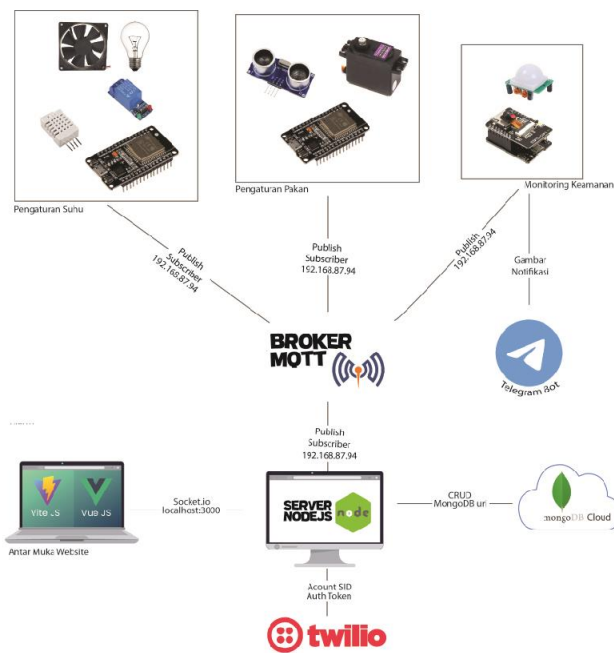 Pengaturan Suhu
Pengaturan Pakan
Monitoring Keamanan
Publish
Subscriber
192.168.87.94
Publish
Subscriber
192.168.87.94
Publish
192.168.87.94
Gambar
Notifikasi
BROKER
MQTT
Telegram Bot
Publish
Subscriber
192.168.87.94
Vite JS
Vue JS
Antar Muka Website
Socket.io
localhost:3000
SERVER
NODEJS
node
CRUD
MongoDB uri
mongoDB Cloud
Acount SID
Auth Token
twilio